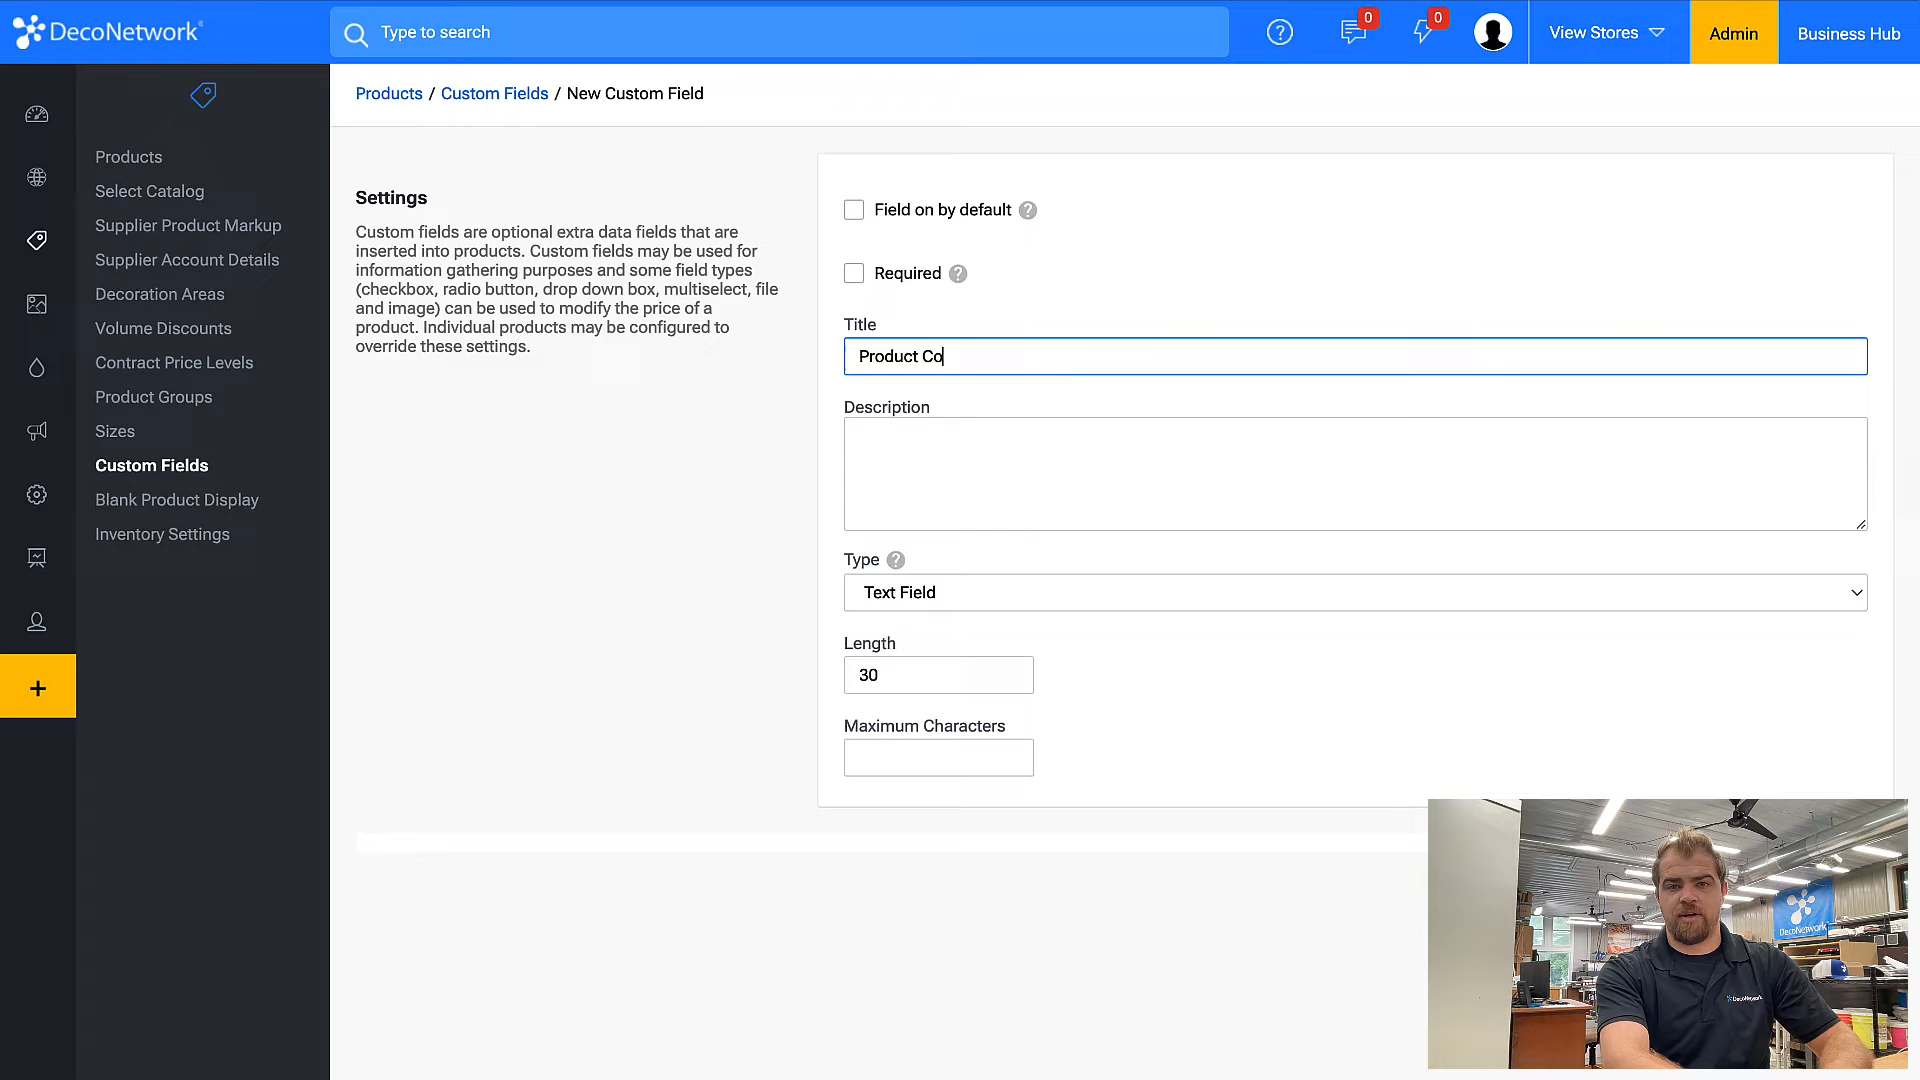 DecoNetwork
Type to search
0
0
View Stores
Admin
Business Hub
Products / Custom Fields / New Custom Field
Products
Select Catalog
Supplier Product Markup
Supplier Account Details
Decoration Areas
Volume Discounts
Contract Price Levels
Product Groups
Sizes
Custom Fields
Blank Product Display
Inventory Settings
Settings
Custom fields are optional extra data fields that are
inserted into products. Custom fields may be used for
information gathering purposes and some field types
(checkbox, radio button, drop down box, multiselect, file
and image) can be used to modify the price of a
product. Individual products may be configured to
override these settings.
Field on by default ?
Required ?
Title
Product Co
Description
Type ?
Text Field
Length
30
Maximum Characters
DecoNetwork
DecoNetwork